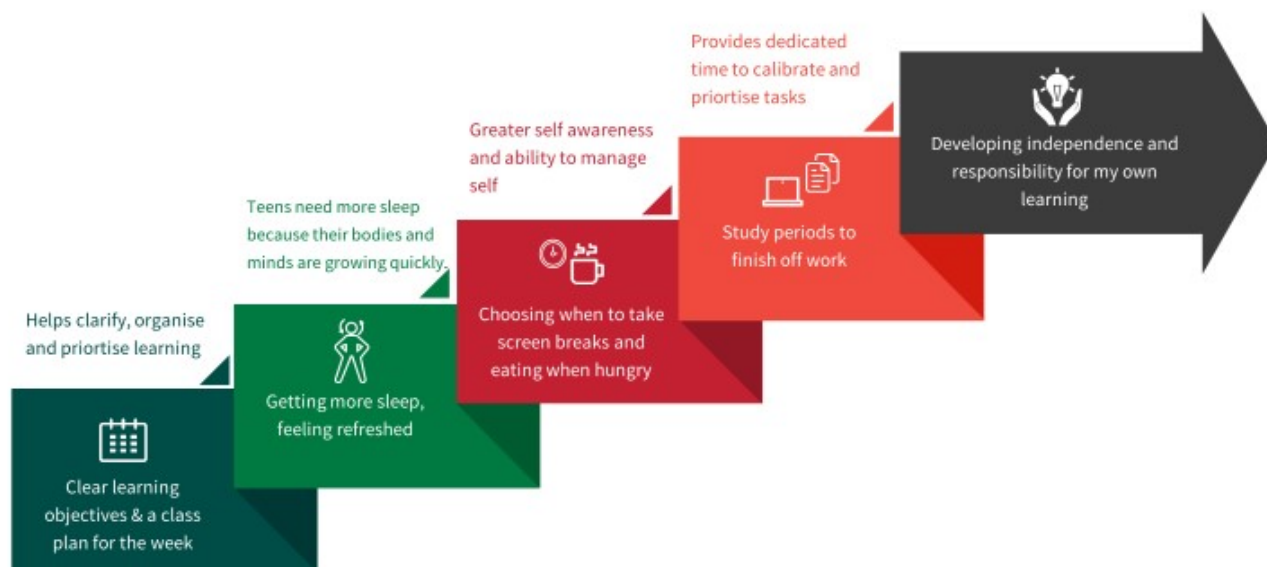 Helps clarify, organise
and priortise learning
Clear learning
objectives & a class
plan for the week
Teens need more sleep
because their bodies and
minds are growing quickly.
Getting more sleep,
feeling refreshed
Greater self awareness
and ability to manage
self
Choosing when to take
screen breaks and
eating when hungry
Provides dedicated
time to calibrate and
priortise tasks
Study periods to
finish off work
Developing independence and
responsibility for my own
learning